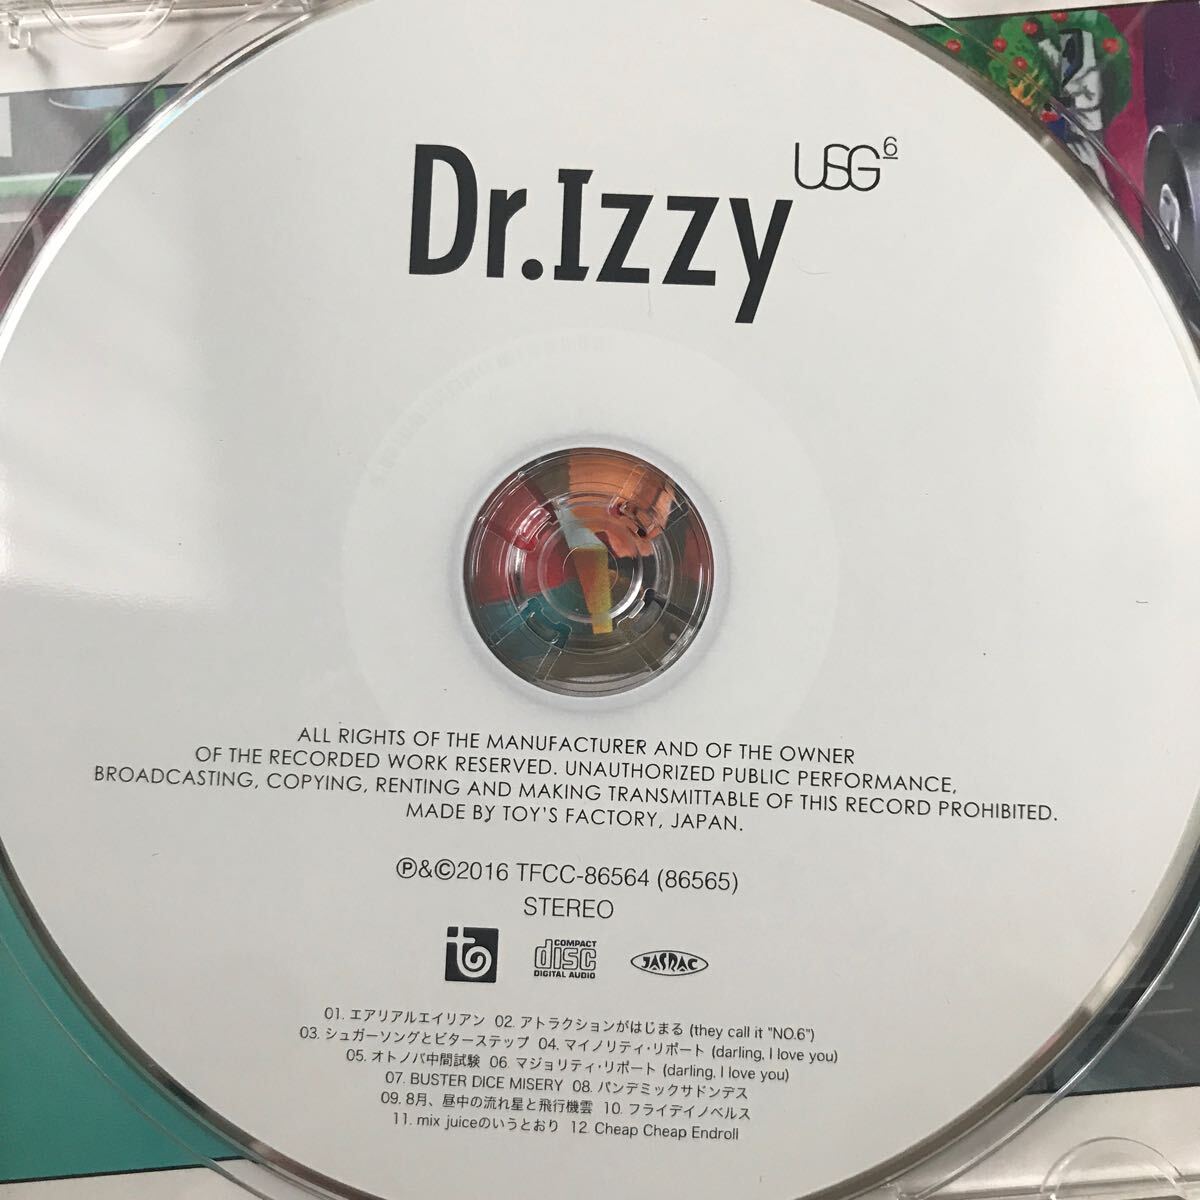 Dr.Izzy USG6
ALL RIGHTS OF THE MANUFACTURER AND OF THE OWNER
OF THE RECORDED WORK RESERVED. UNAUTHORIZED PUBLIC PERFORMANCE,
BROADCASTING, COPYING, RENTING AND MAKING TRANSMITTABLE OF THIS RECORD PROHIBITED.
MADE BY TOY'S FACTORY, JAPAN.
Ⓟ&©2016 TFCC-86564 (86565)
STEREO
t COMPACT disc DIGITAL AUDIO JASRAC
01. エアリアルエイリアン 02. アトラクションがはじまる (they call it "NO.6")
03. シュガーソングとビターステップ 04. マイノリティ・リポート (darling, I love you)
05. オトノバ中間試験 06. マジョリティ・リポート (darling, I love you)
07. BUSTER DICE MISERY 08. パンデミックサドンデス
09. 8月、昼中の流れ星と飛行機雲 10. フライデイノベルス
11. mix juiceのいうとおり 12. Cheap Cheap Endroll